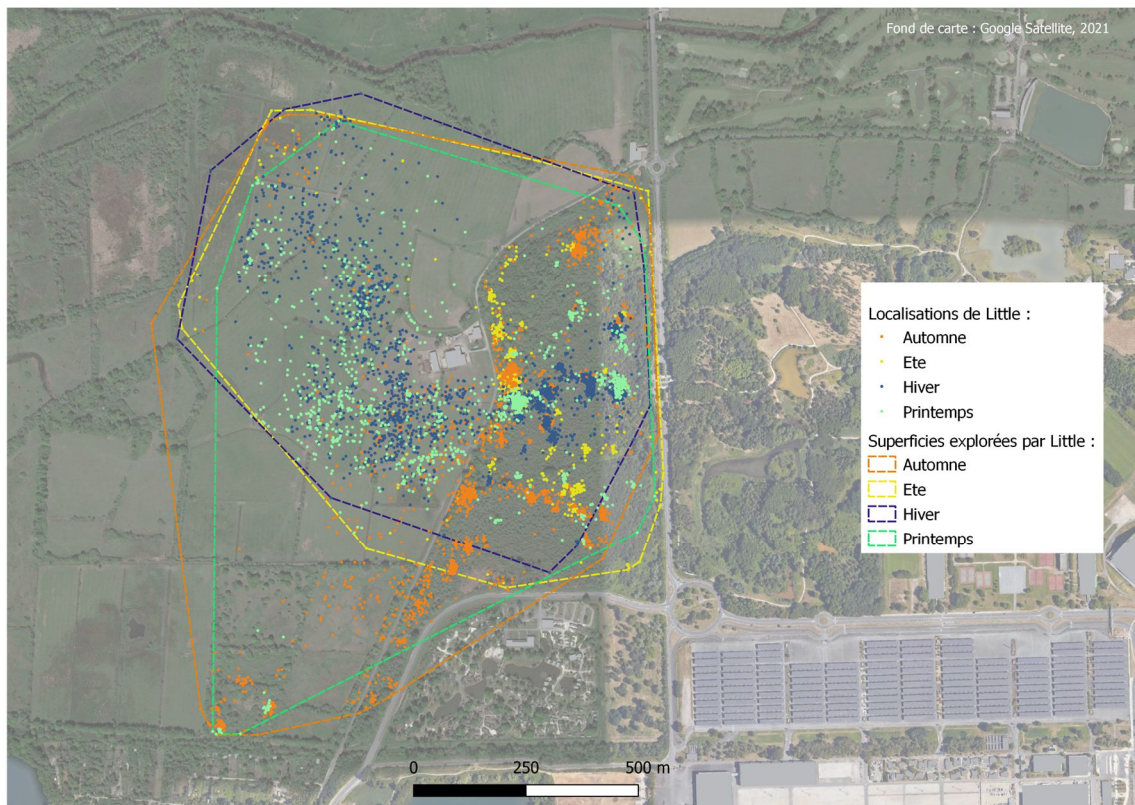 Fond de carte : Google Satellite, 2021
Localisations de Little :
Automne
Ete
Hiver
Printemps
Superficies explorées par Little :
Automne
Ete
Hiver
Printemps
0 250 500 m